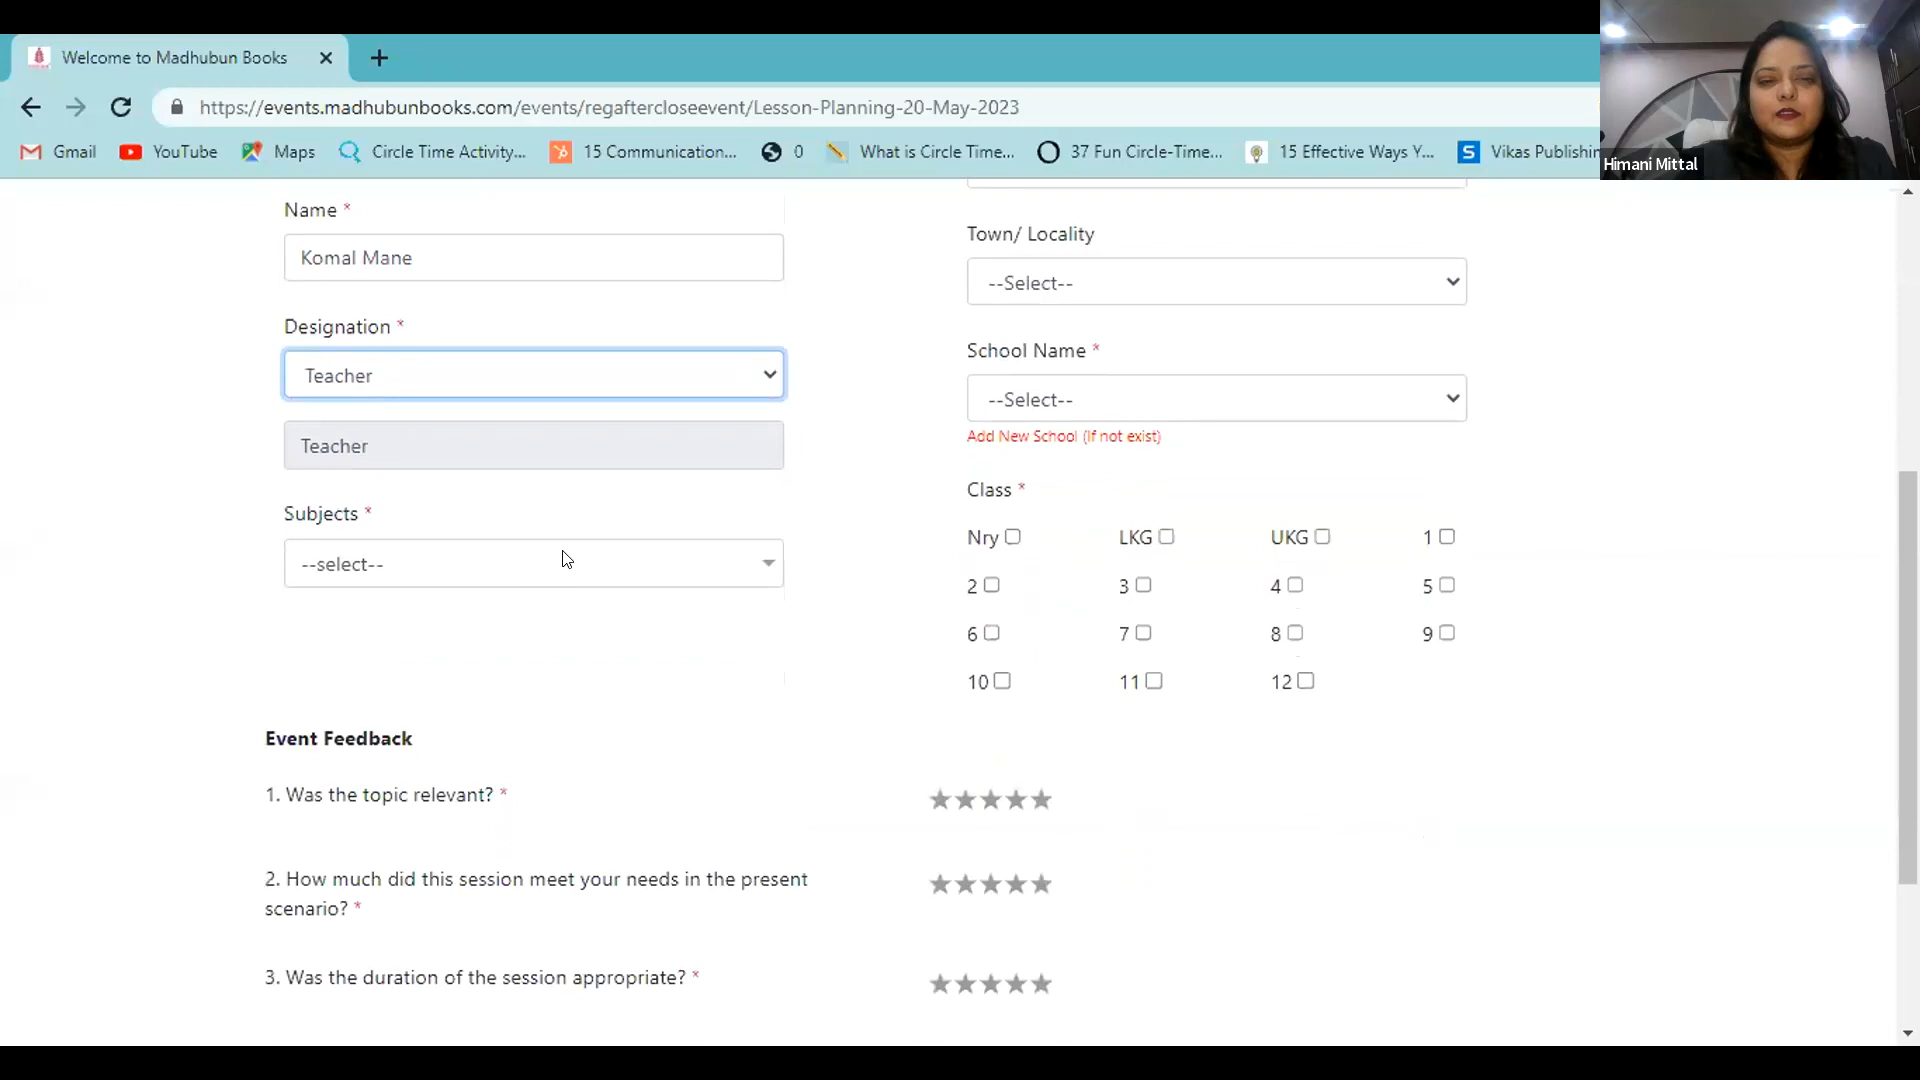 Welcome to Madhubun Books
https://events.madhubunbooks.com/events/regaftercloseevent/Lesson-Planning-20-May-2023
Gmail YouTube Maps Circle Time Activity... 15 Communication... 0 What is Circle Time... 37 Fun Circle-Time... 15 Effective Ways Y... S Vikas Publishin
Himani Mittal
Name *
Komal Mane
Designation *
Teacher
Teacher
Subjects *
--select--
Town/ Locality
--Select--
School Name *
--Select--
Add New School (If not exist)
Class *
Nry LKG UKG 1
2 3 4 5
6 7 8 9
10 11 12
Event Feedback
1. Was the topic relevant? *
2. How much did this session meet your needs in the present
scenario? *
3. Was the duration of the session appropriate? *